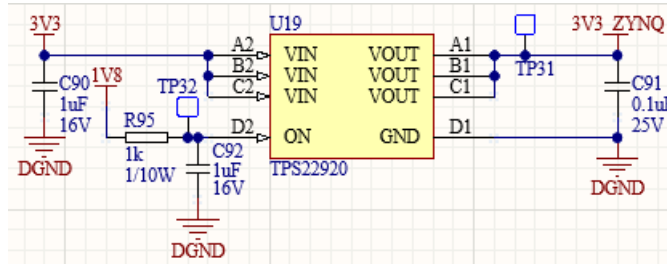 3V3
U19
3V3_ZYNQ
A2 VIN VOUT A1
B2 VIN VOUT B1
C2 VIN VOUT C1
TP31
C90
1uF
16V
1V8
TP32
C91
0.1u
25V
R95
1k
1/10W
D2 ON GND D1
C92
1uF
16V
TPS22920
DGND
DGND
DGND